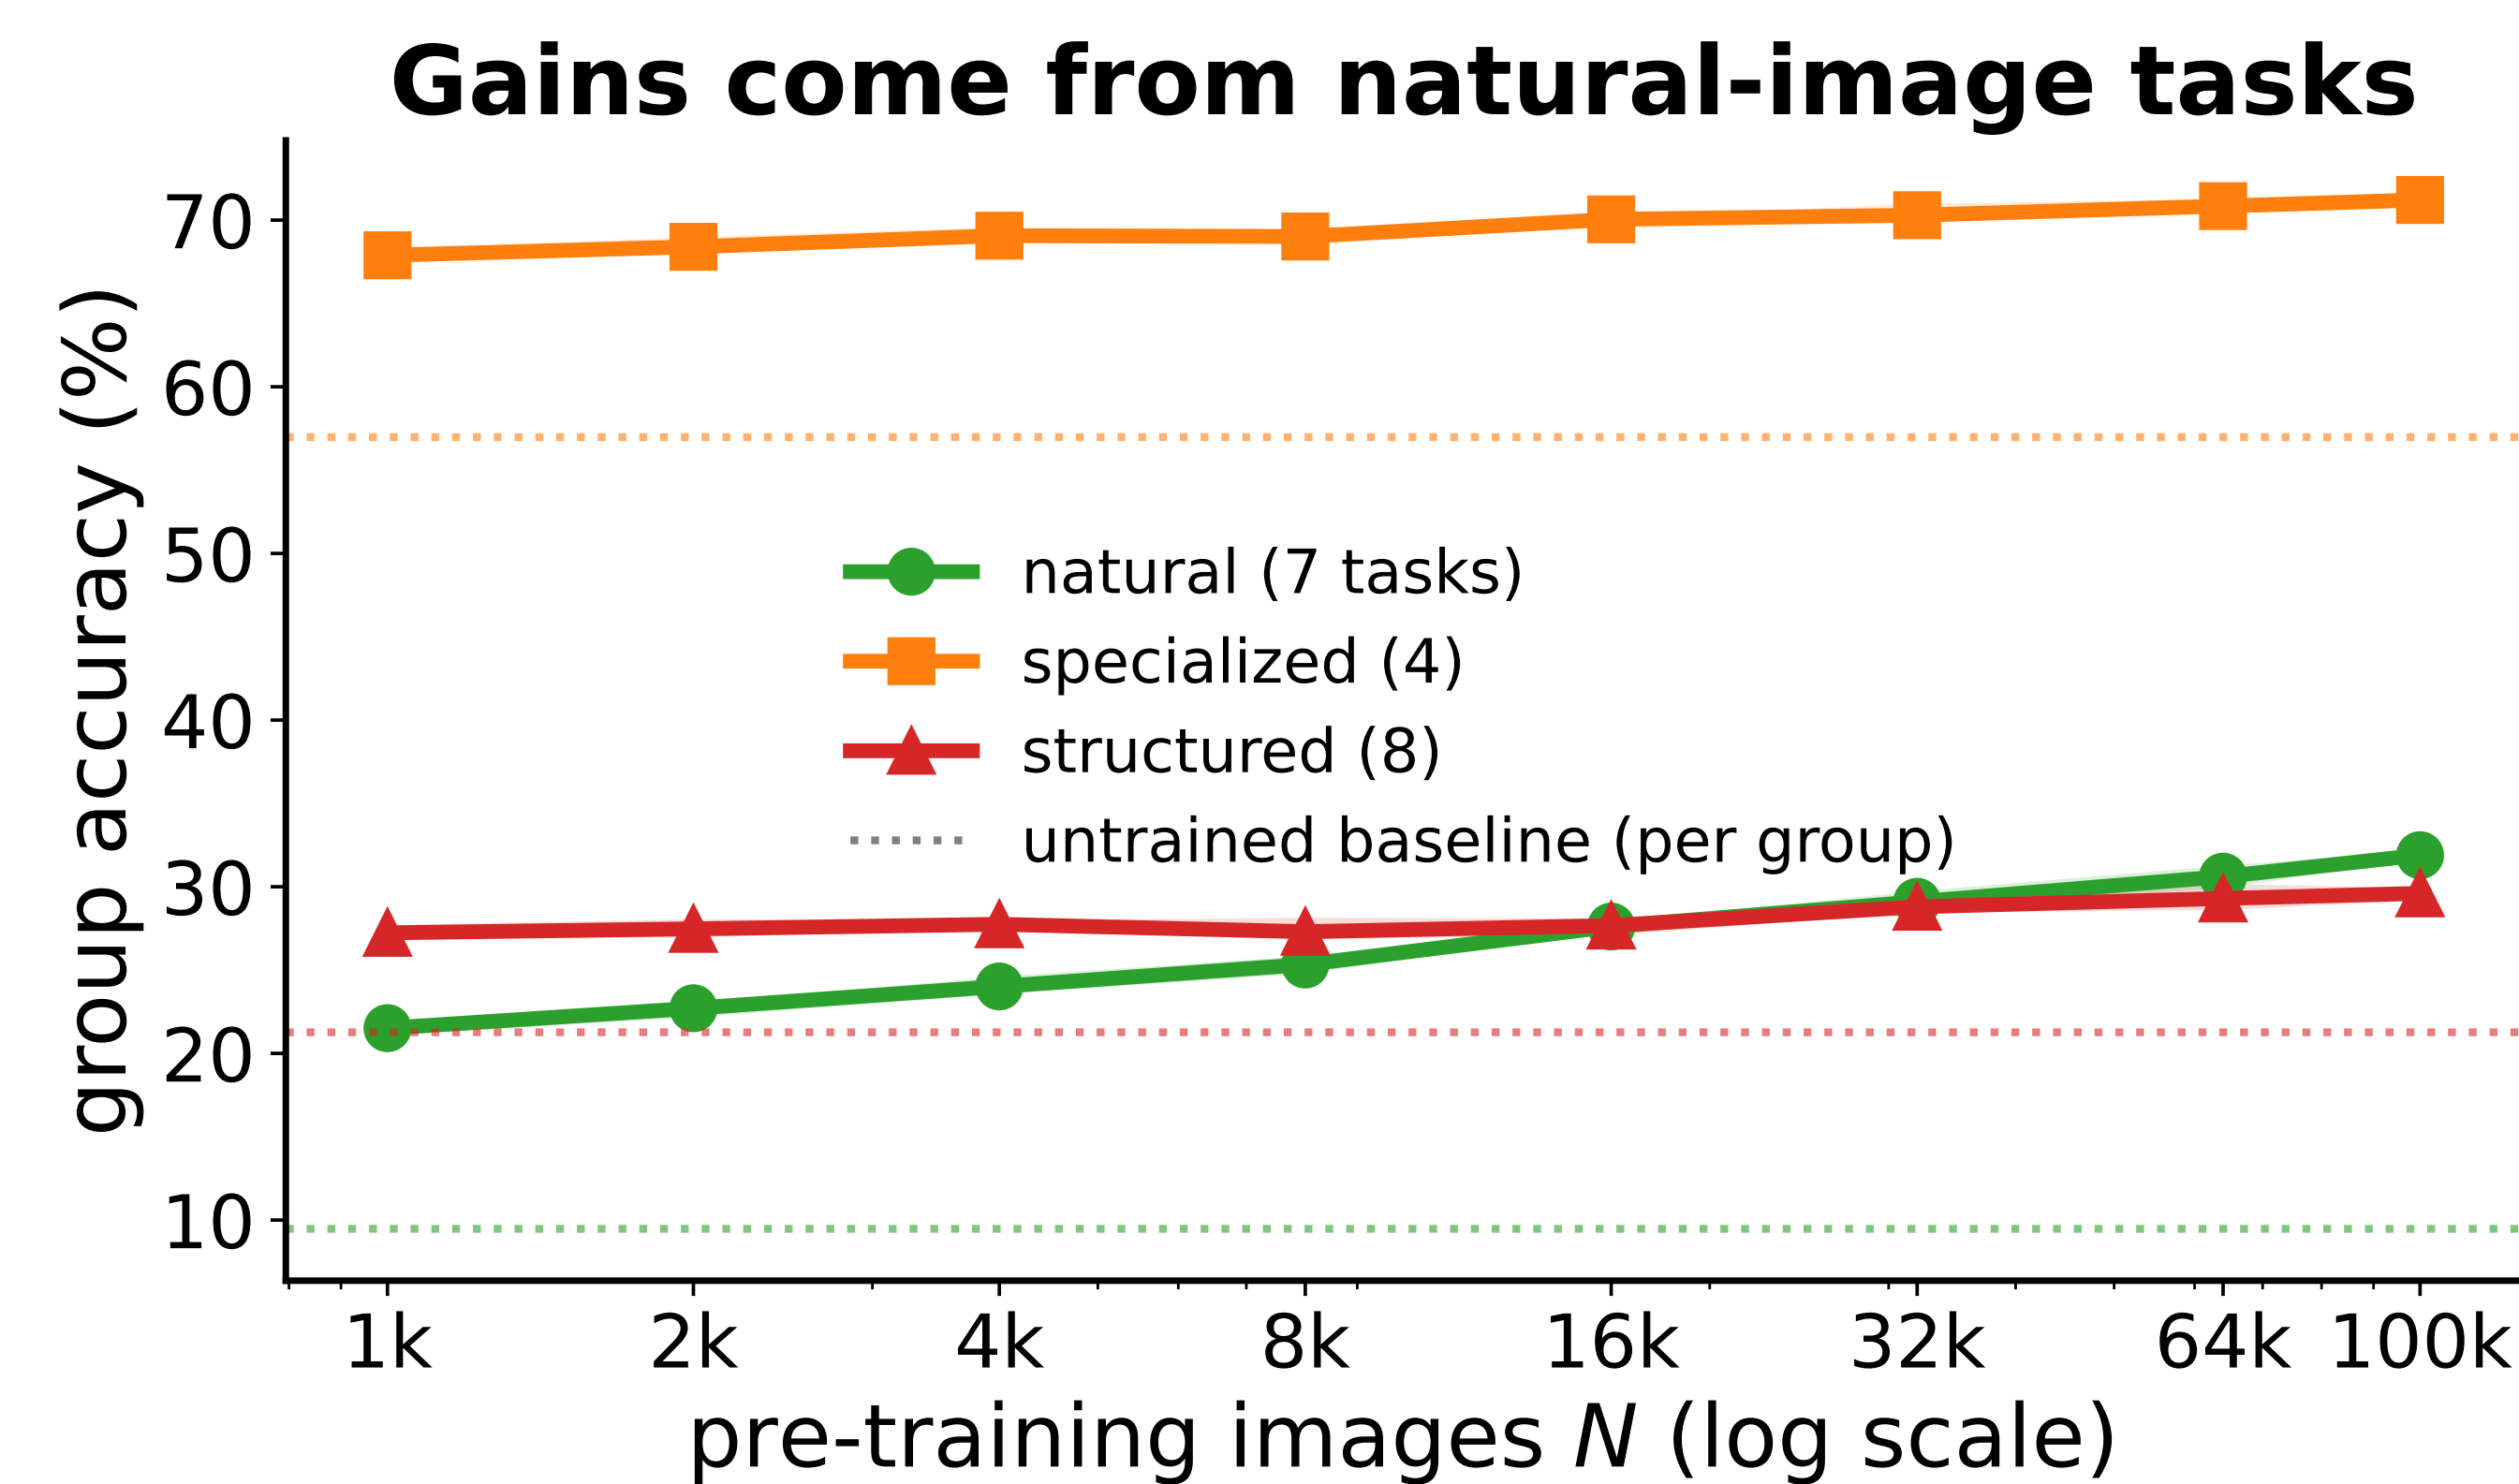 Gains come from natural-image tasks
group accuracy (%)
70
60
50
40
30
20
10
natural (7 tasks)
specialized (4)
structured (8)
untrained baseline (per group)
1k 2k 4k 8k 16k 32k 64k 100k
pre-training images N (log scale)